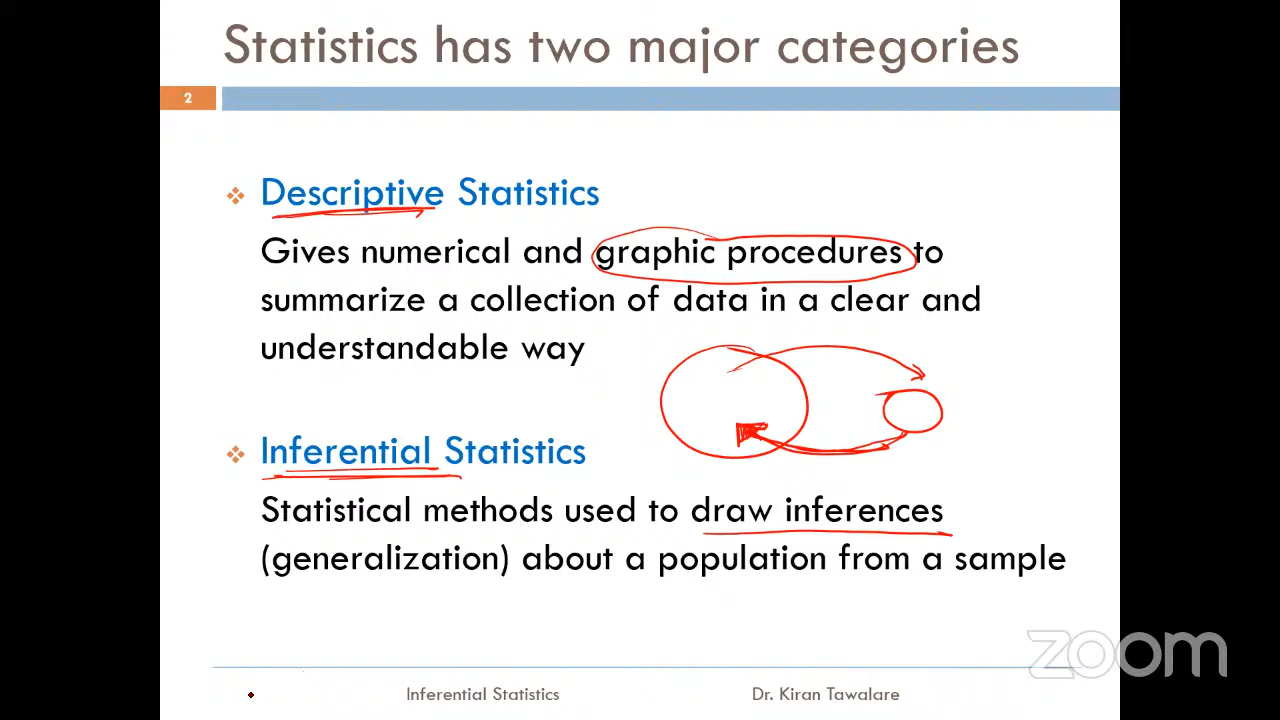 Statistics has two major categories
2
Descriptive Statistics
Gives numerical and graphic procedures to
summarize a collection of data in a clear and
understandable way
Inferential Statistics
Statistical methods used to draw inferences
(generalization) about a population from a sample
zoom
Inferential Statistics
Dr. Kiran Tawalare